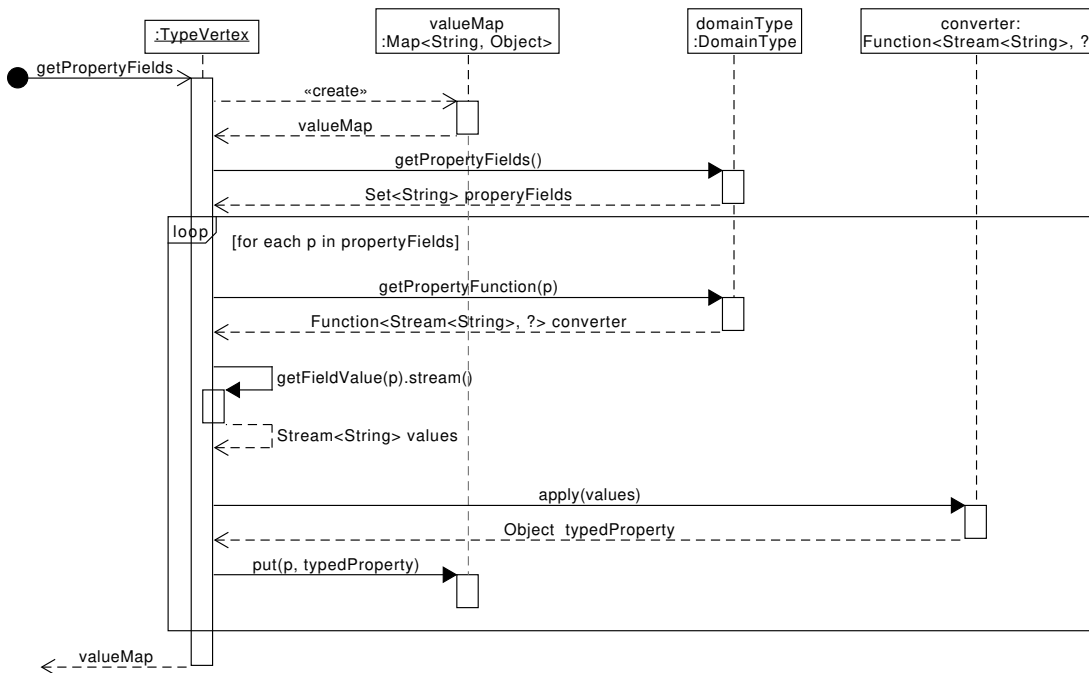 :TypeVertex
valueMap
:Map<String, Object>
domainType
:DomainType
converter:
Function<Stream<String>, ?
getPropertyFields
«create»
valueMap
getPropertyFields()
Set<String> properyFields
loop
[for each p in propertyFields]
getPropertyFunction(p)
Function<Stream<String>, ?> converter
getFieldValue(p).stream()
Stream<String> values
apply(values)
Object typedProperty
put(p, typedProperty)
valueMap